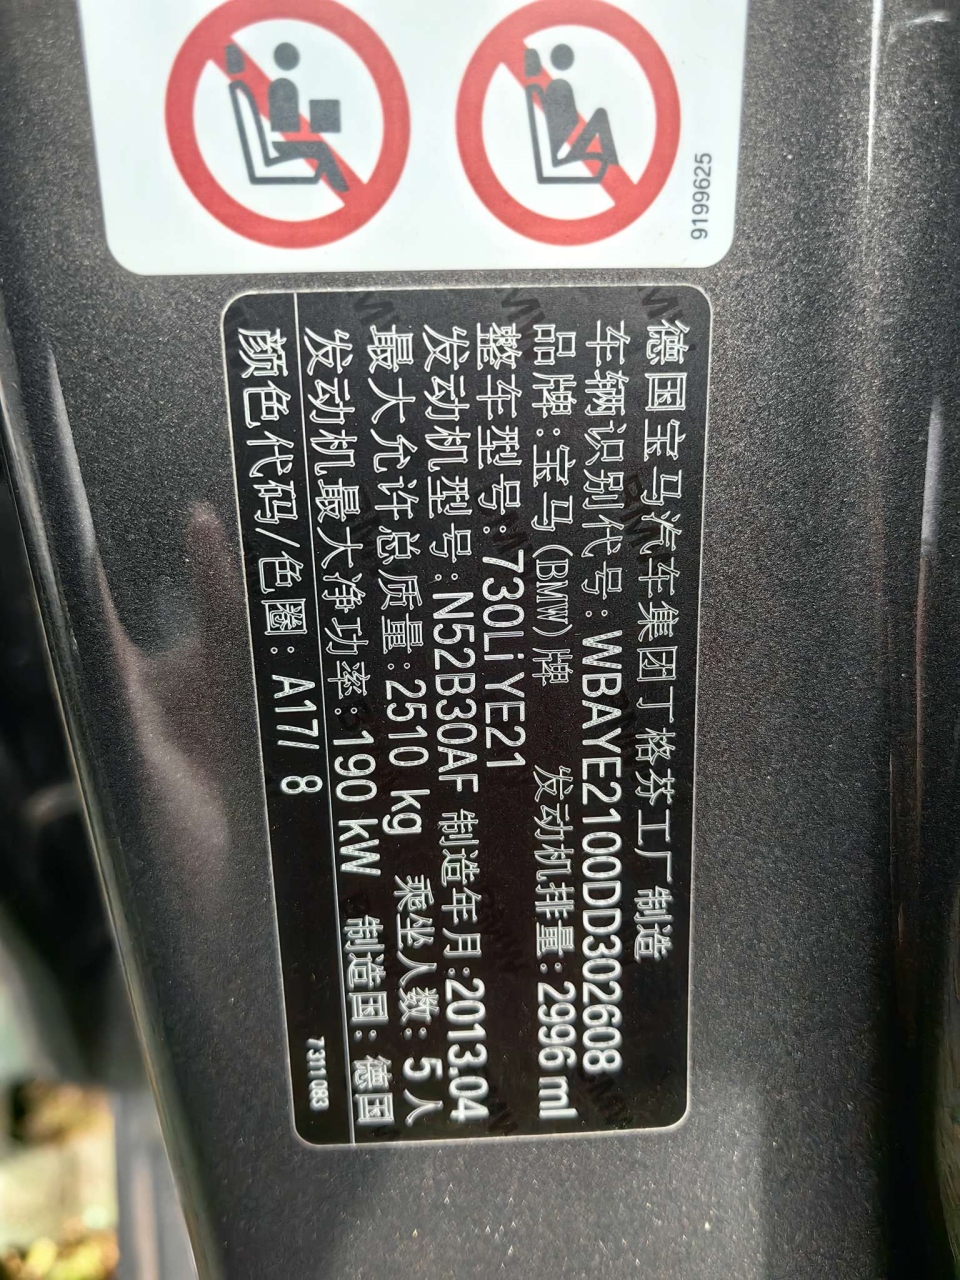 9199625
德国宝马汽车集团丁格芬工厂制造
车辆识别代号:WBAYE2100DD302608
品牌:宝马(BMW)牌 发动机排量:2996 ml
整车型号:730Li YE21
发动机型号:N52B30AF 制造年月:2013.04
最大允许总质量:2510 kg 乘坐人数: 5人
发动机最大净功率:190 kW 制造国: 德国
颜色代码/色圈: A17/ 8
7311 083